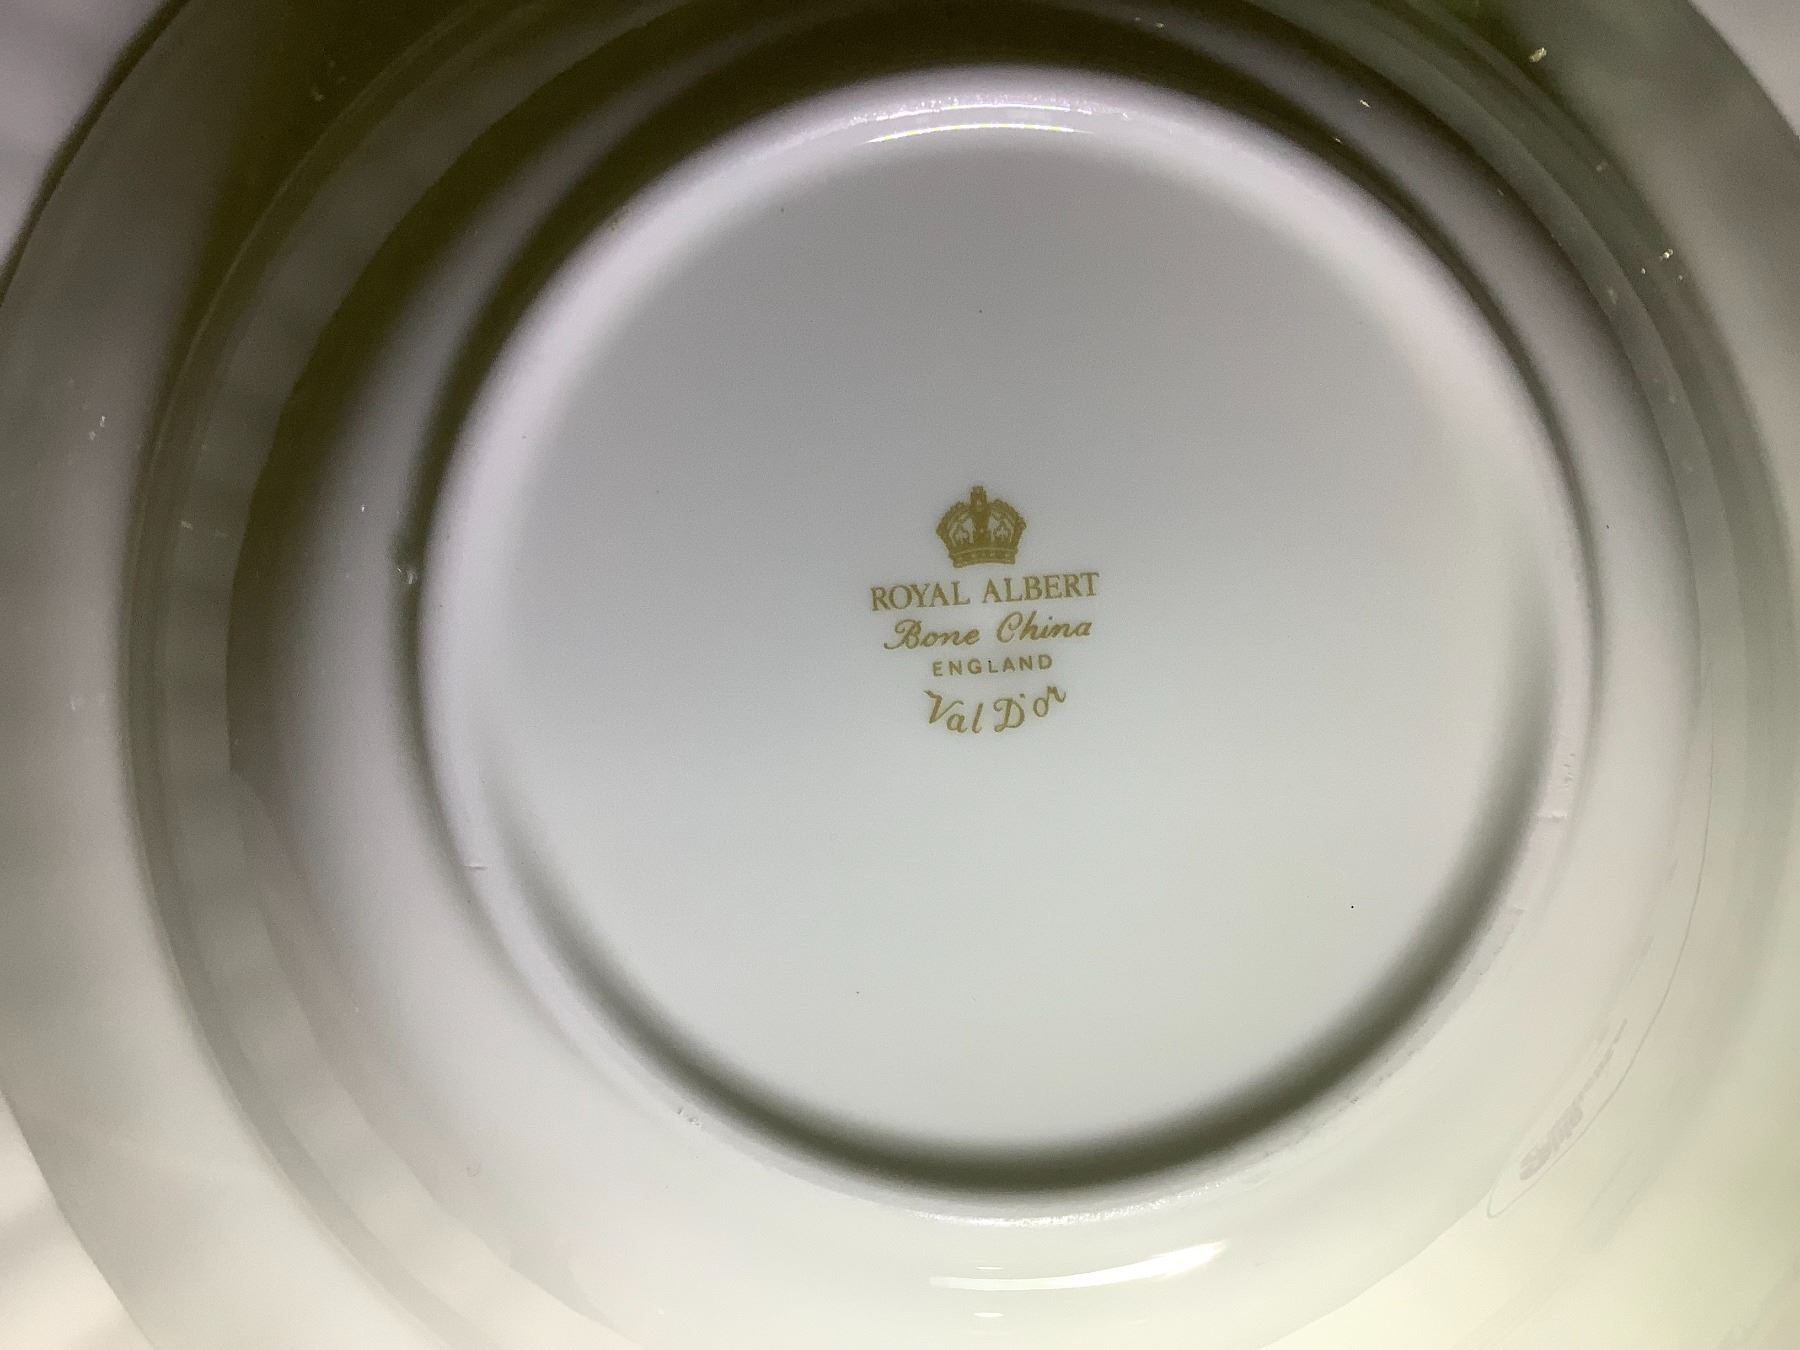 ROYAL ALBERT
Bone China
ENGLAND
Val D'or